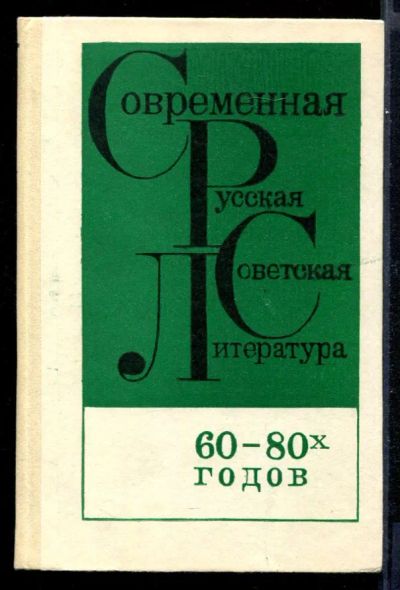 Современная
Русская
Советская
Литература
60-80х
годов